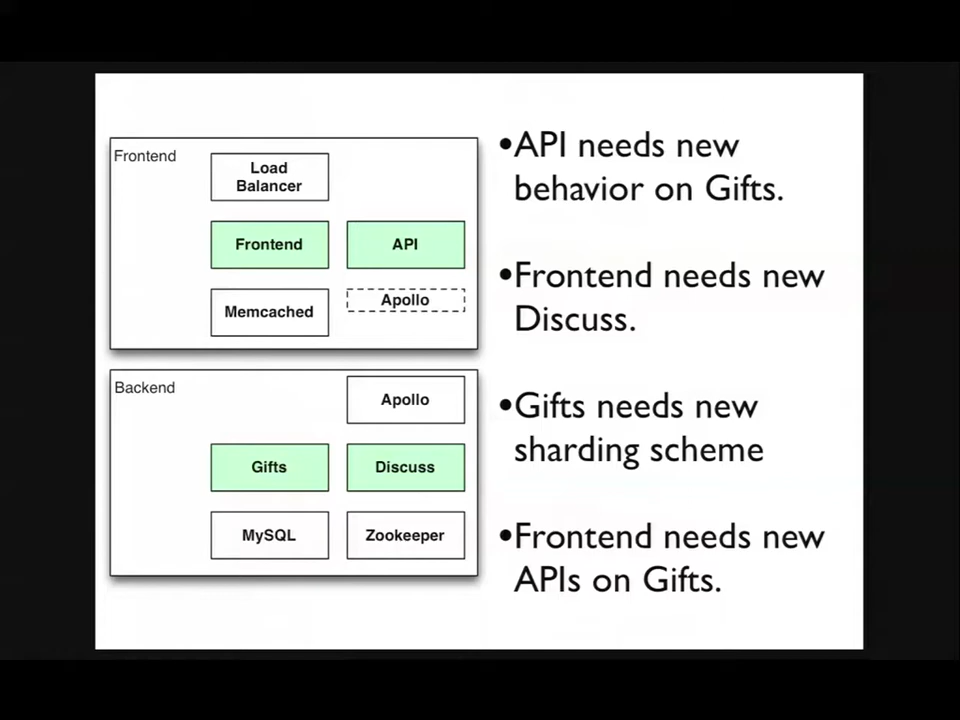 Frontend
Load
Balancer
Frontend
API
Memcached
Apollo
Backend
Apollo
Gifts
Discuss
MySQL
Zookeeper
•API needs new
behavior on Gifts.
•Frontend needs new
Discuss.
•Gifts needs new
sharding scheme
•Frontend needs new
APIs on Gifts.